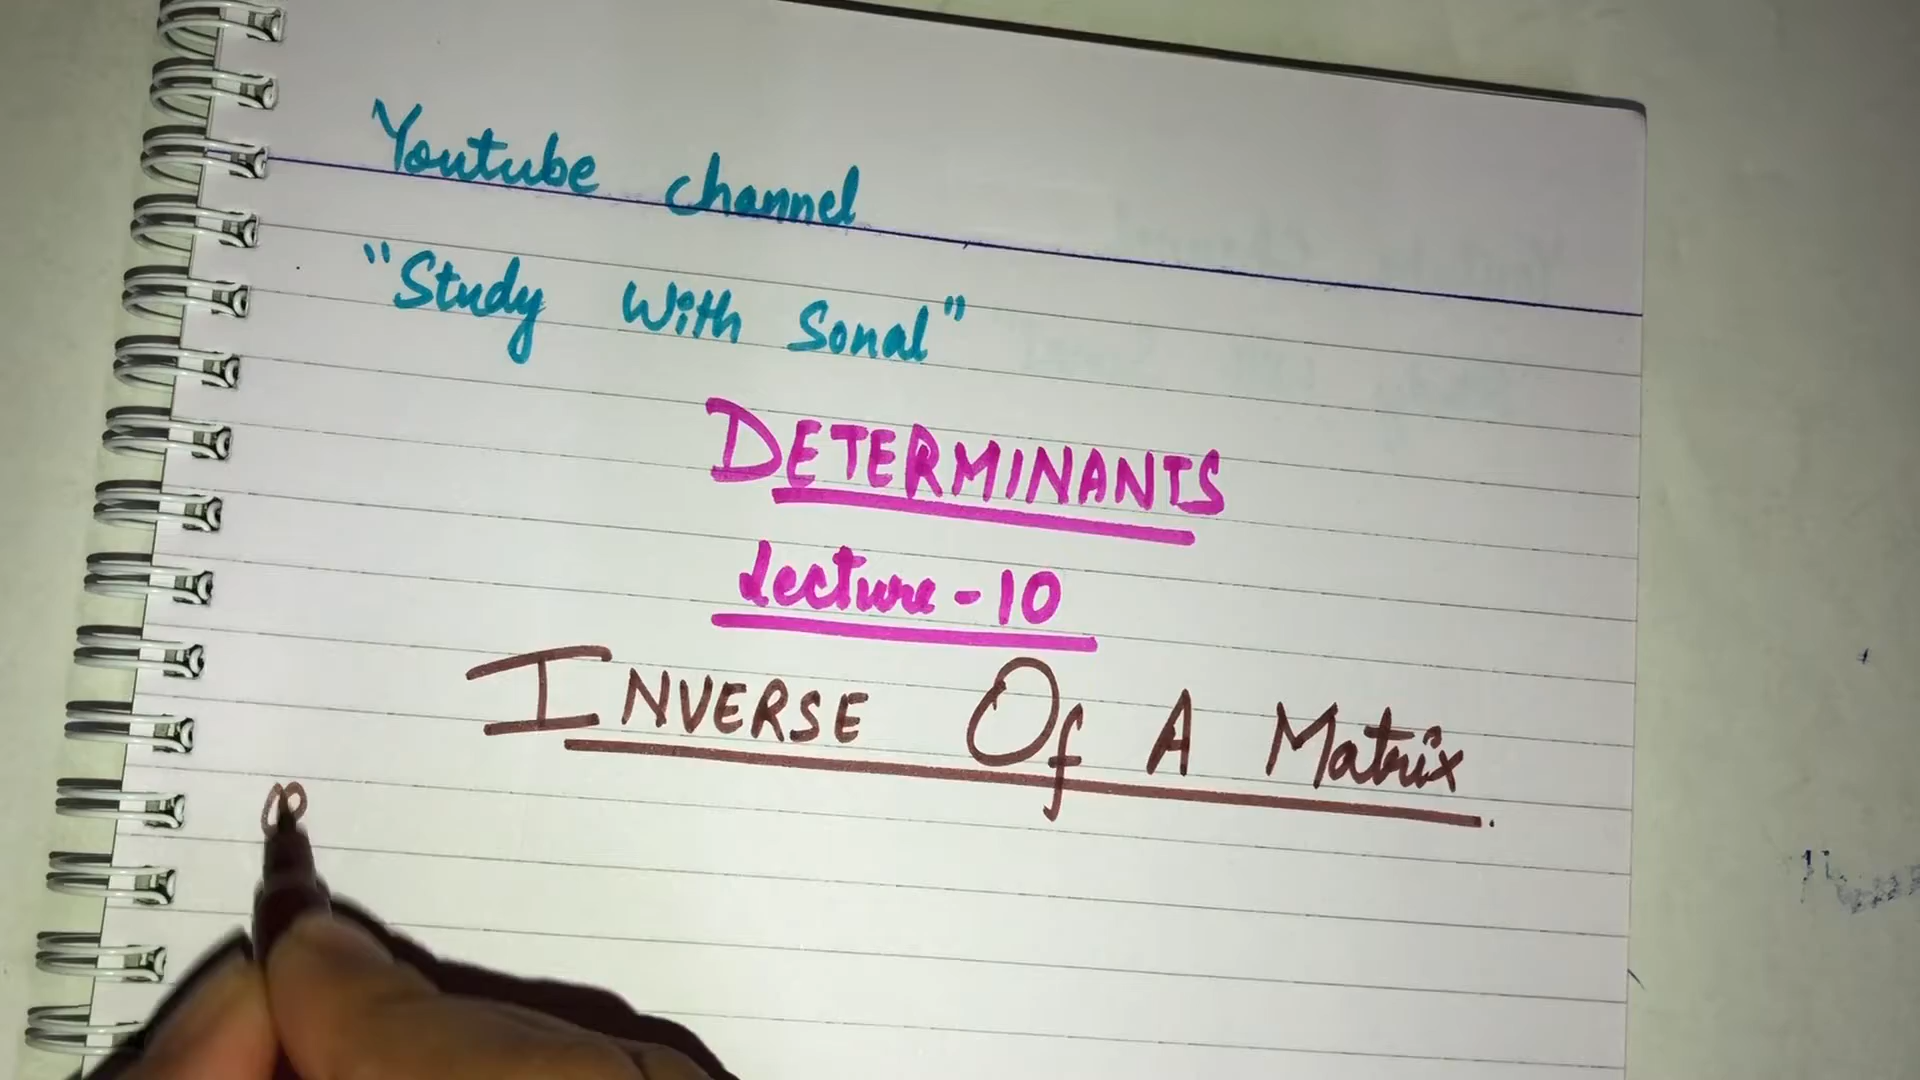 Youtube channel
"Study With Sonal"
DETERMINANTS
Lecture - 10
INVERSE Of A Matrix